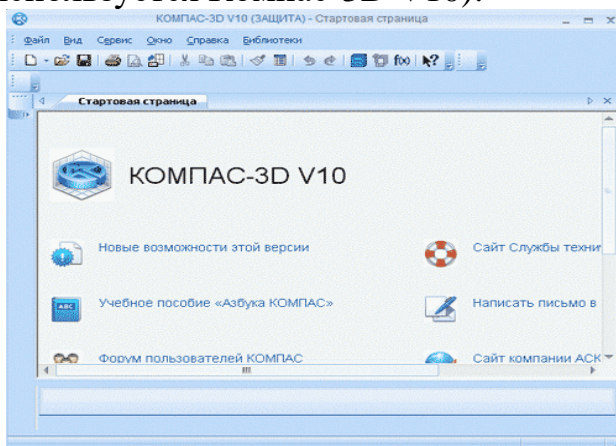 используется Компас-3D V10).
КОМПАС-3D V10 (ЗАЩИТА) - Стартовая страница
Файл Вид Сервис Окно Справка Библиотеки
f(x)
Стартовая страница
КОМПАС-3D V10
Новые возможности этой версии
Сайт Службы техни
ABC
Учебное пособие «Азбука КОМПАС»
Написать письмо в
Форум пользователей КОМПАС
Сайт компании АСК